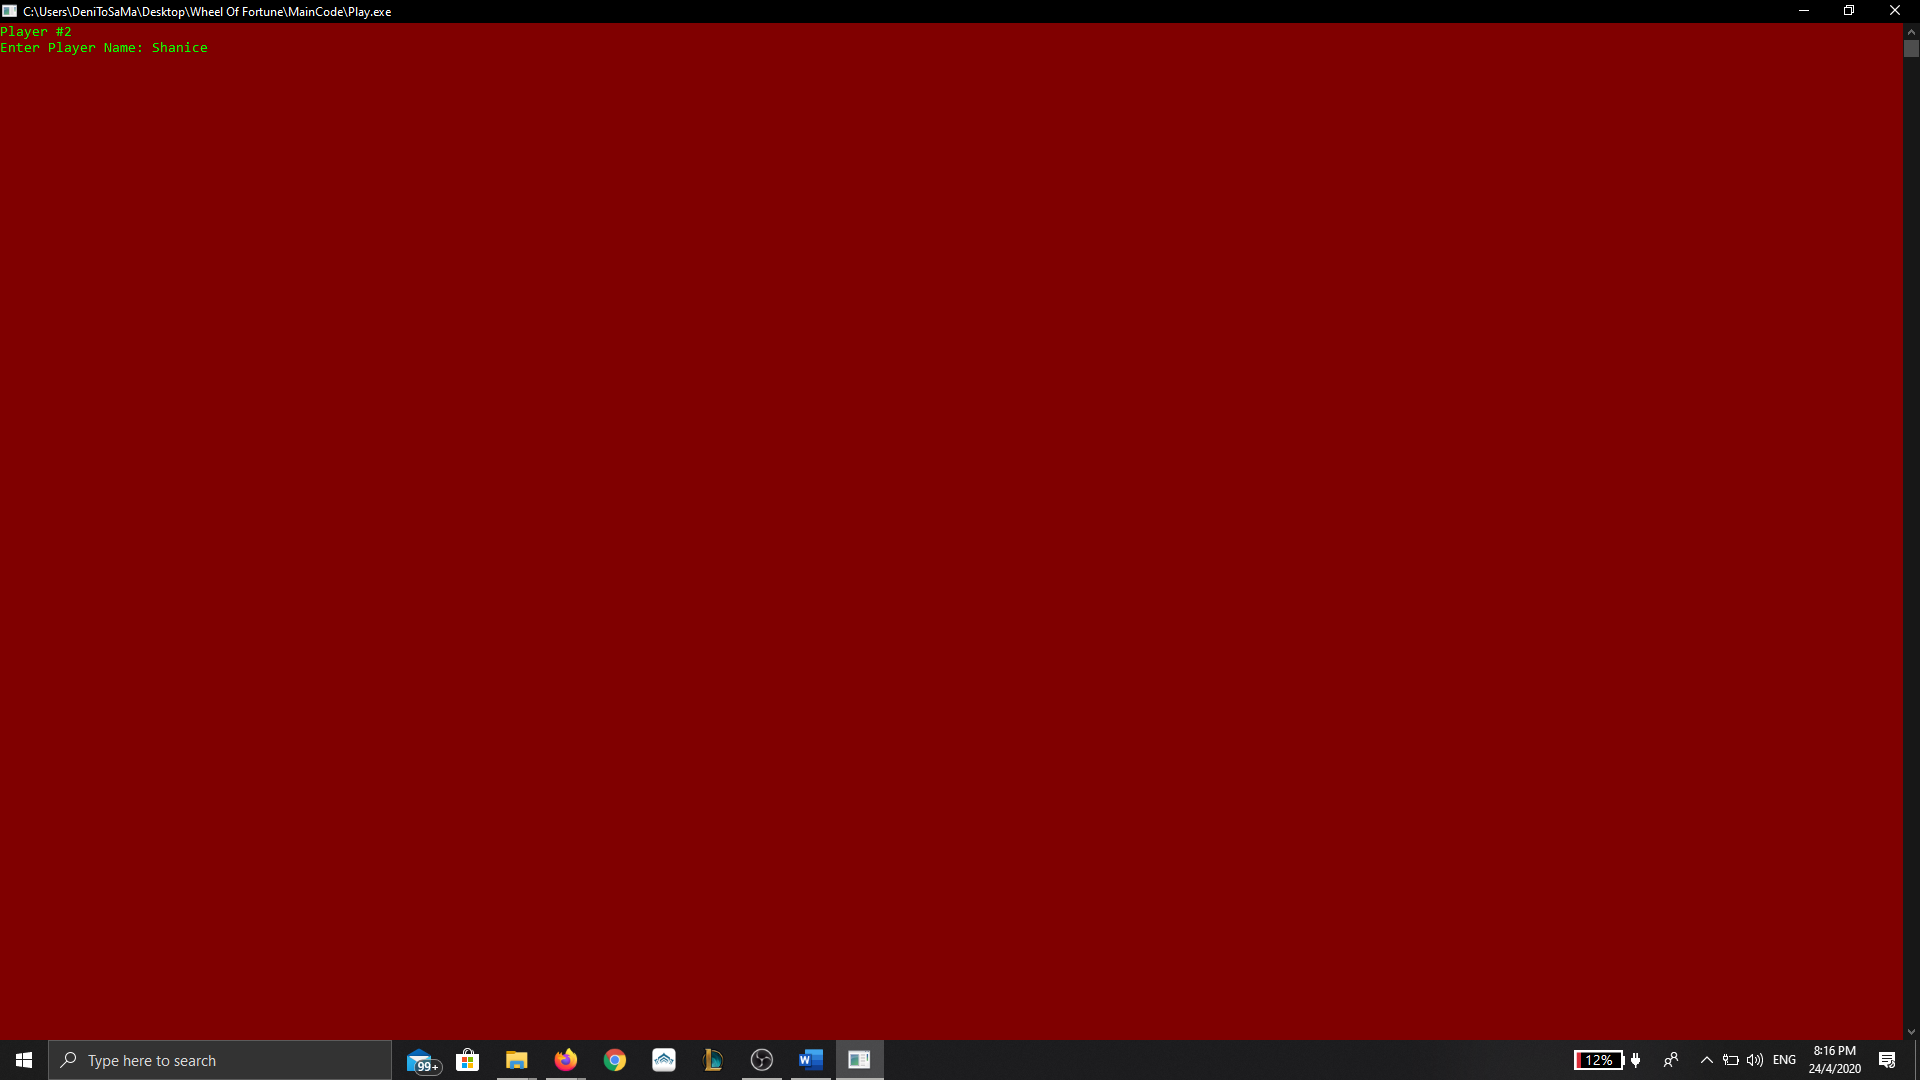 C:\Users\DeniToSaMa\Desktop\Wheel Of Fortune\MainCode\Play.exe
Player #2
Enter Player Name: Shanice
Type here to search
99+
W
12%
ENG
8:16 PM
24/4/2020